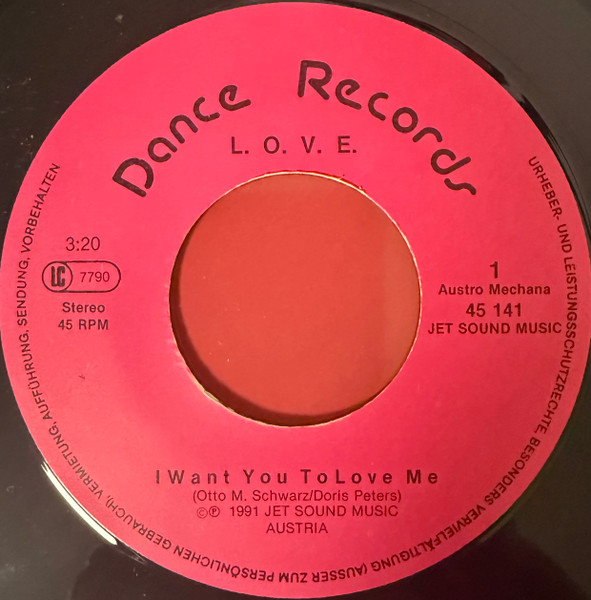 Dance Records
L. O. V. E.
3:20
LC 7790
Stereo
45 RPM
1
Austro Mechana
45 141
JET SOUND MUSIC
I Want You To Love Me
(Otto M. Schwarz/Doris Peters)
©℗ 1991 JET SOUND MUSIC
AUSTRIA
URHEBER- UND LEISTUNGSSCHUTZRECHTE, BESONDERS VERVIELFÄLTIGUNG (AUSSER ZUM PERSÖNLICHEN GEBRAUCH), VERMIETUNG, AUFFÜHRUNG, SENDUNG, VORBEHALTEN